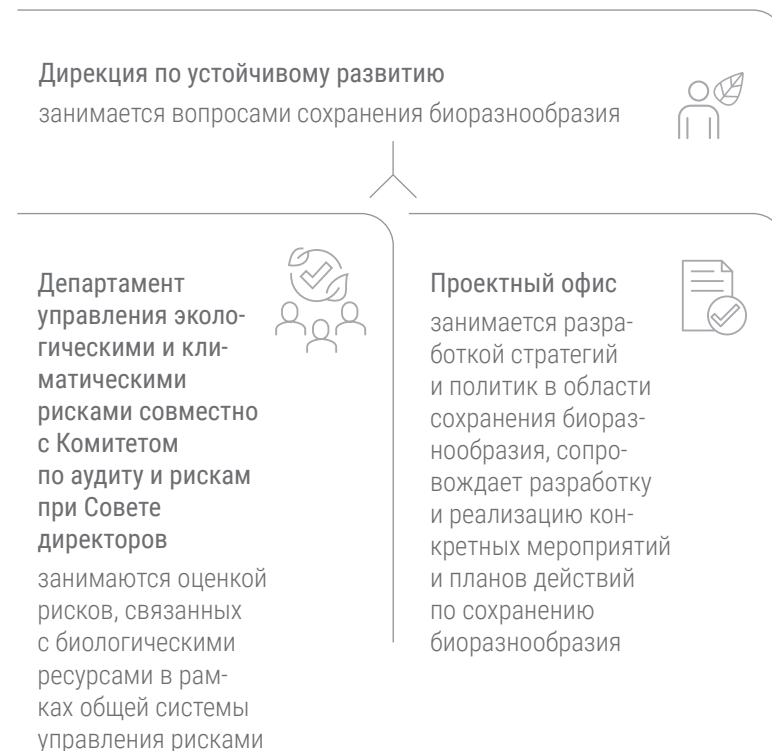 Дирекция по устойчивому развитию
занимается вопросами сохранения биоразнообразия
Департамент
управления эколо-
гическими и кли-
матическими
рисками совместно
с Комитетом
по аудиту и рискам
при Совете
директоров
занимаются оценкой
рисков, связанных
с биологическими
ресурсами в рам-
ках общей системы
управления рисками
Проектный офис
занимается разра-
боткой стратегий
и политик в области
сохранения биораз-
нообразия, сопро-
вождает разработку
и реализацию кон-
кретных мероприятий
и планов действий
по сохранению
биоразнообразия